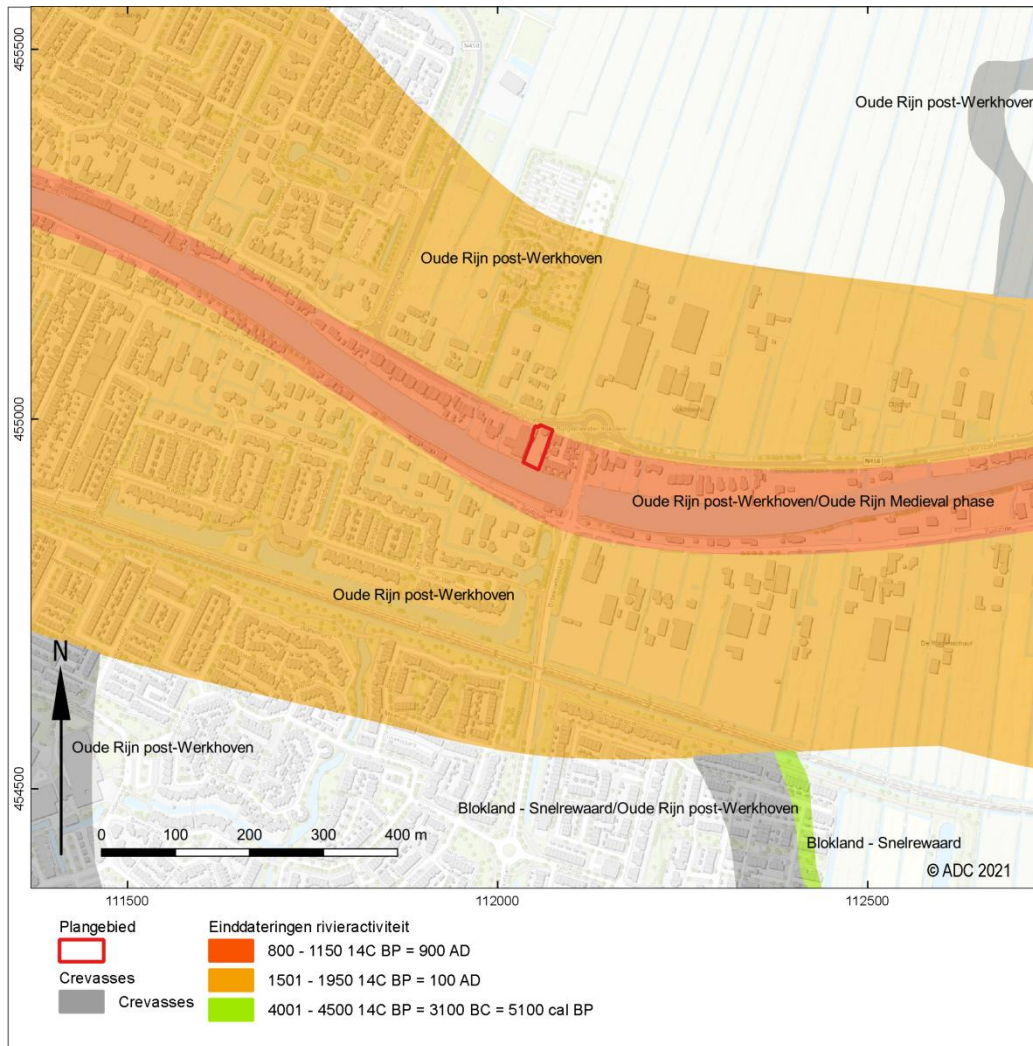 455500
N458
Oude Rijn post-Werkhoven
Oude Rijn post-Werkhoven
455000
N458
Oude Rijn post-Werkhoven/Oude Rijn Medieval phase
Oude Rijn post-Werkhoven
N
Oude Rijn post-Werkhoven
454500
Blokland - Snelrewaard/Oude Rijn post-Werkhoven
0 100 200 300 400 m
Blokland - Snelrewaard
© ADC 2021
111500 112000 112500
Plangebied
Einddateringen rivieractiviteit
800 - 1150 14C BP = 900 AD
Crevasses
1501 - 1950 14C BP = 100 AD
Crevasses
4001 - 4500 14C BP = 3100 BC = 5100 cal BP